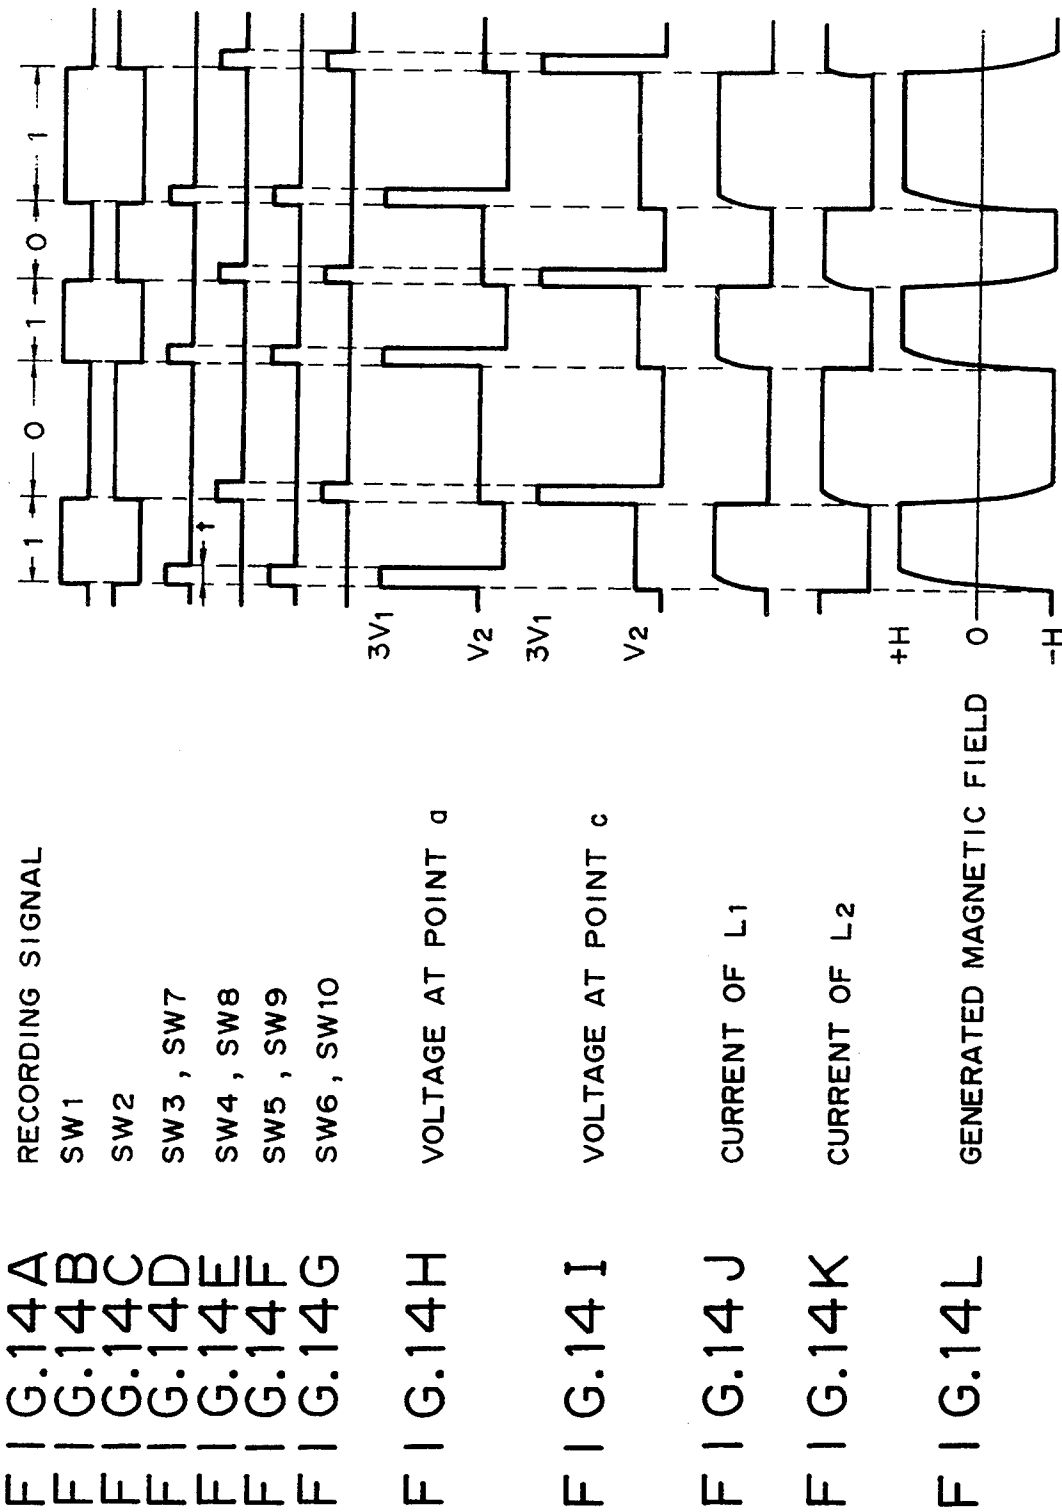 FIG.14A RECORDING SIGNAL 1 0 1 0 1
FIG.14B SW1
FIG.14C SW2
FIG.14D SW3, SW7 t
FIG.14E SW4, SW8
FIG.14F SW5, SW9
FIG.14G SW6, SW10
FIG.14H VOLTAGE AT POINT a 3V1
V2
FIG.14I VOLTAGE AT POINT c 3V1
V2
FIG.14J CURRENT OF L1
FIG.14K CURRENT OF L2
FIG.14L GENERATED MAGNETIC FIELD +H
0
-H